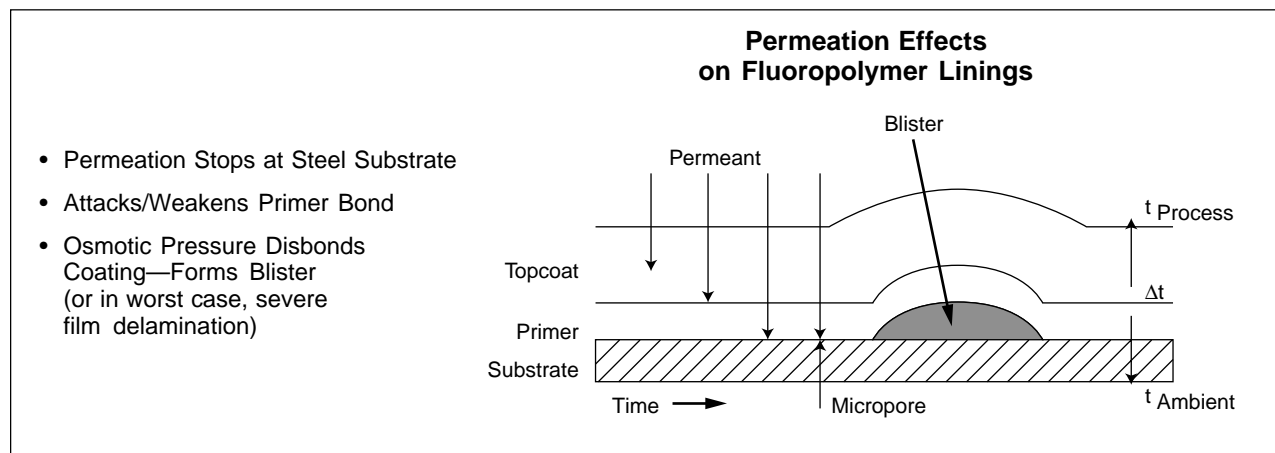 Permeation Effects
on Fluoropolymer Linings
• Permeation Stops at Steel Substrate
• Attacks/Weakens Primer Bond
• Osmotic Pressure Disbonds
Coating—Forms Blister
(or in worst case, severe
film delamination)
Blister
Permeant
t Process
Topcoat
Δt
Primer
Substrate
Time
Micropore
t Ambient